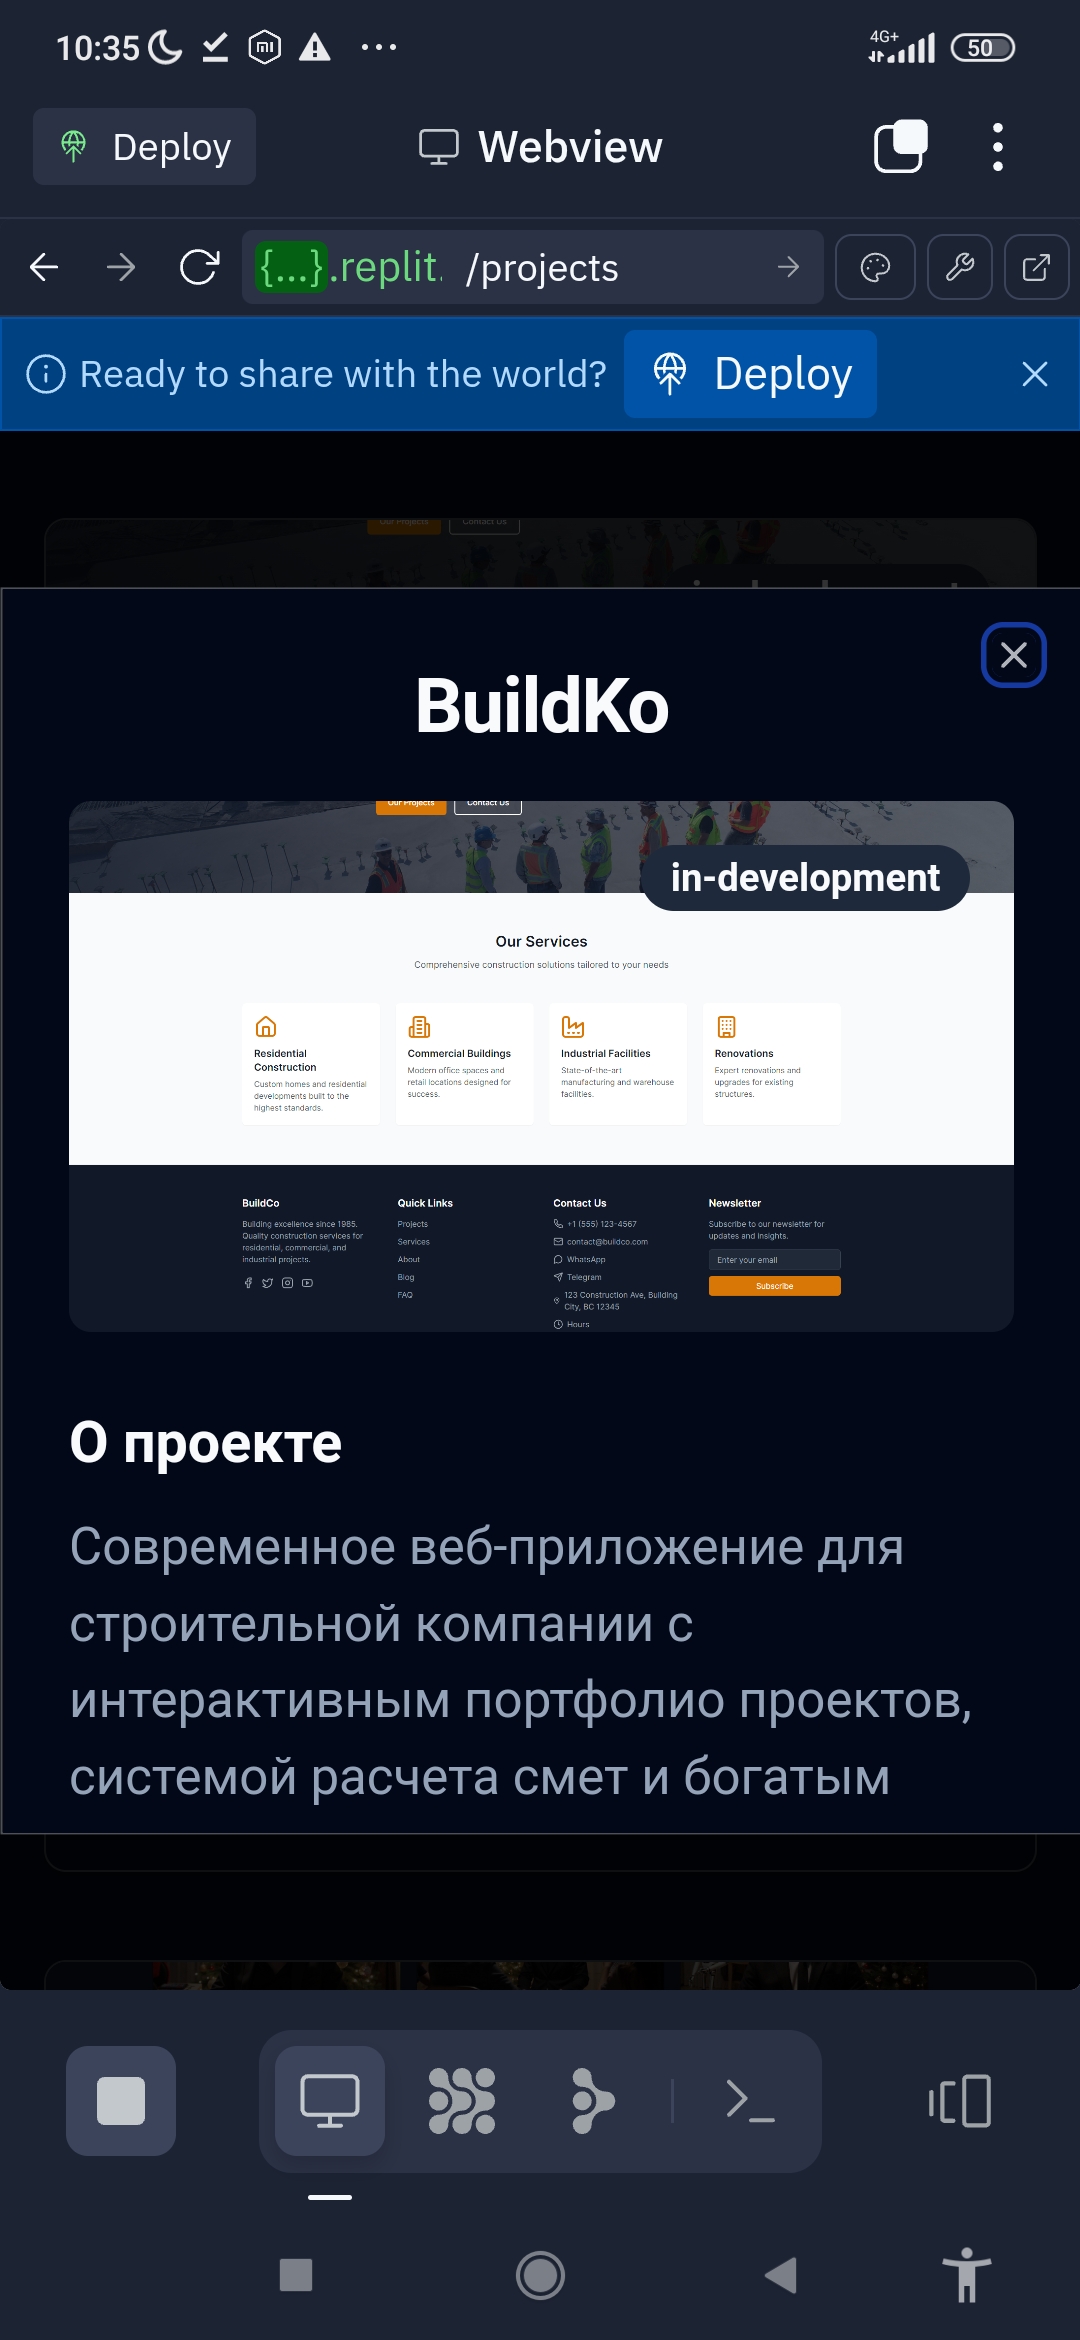 10:35
4G+
50
Deploy
Webview
{...}.replit.
/projects
Ready to share with the world?
Deploy
Our Projects
Contact Us
BuildKo
Our Projects
Contact Us
in-development
Our Services
Comprehensive construction solutions tailored to your needs
Residential
Construction
Custom homes and residential
developments built to the
highest standards.
Commercial Buildings
Modern office spaces and
retail locations designed for
success.
Industrial Facilities
State-of-the-art
manufacturing and warehouse
facilities.
Renovations
Expert renovations and
upgrades for existing
structures.
BuildCo
Building excellence since 1985.
Quality construction services for
residential, commercial, and
industrial projects.
Quick Links
Projects
Services
About
Blog
FAQ
Contact Us
+1 (555) 123-4567
contact@buildco.com
WhatsApp
Telegram
123 Construction Ave, Building
City, BC 12345
Hours
Newsletter
Subscribe to our newsletter for
updates and insights.
Enter your email
Subscribe
О проекте
Современное веб-приложение для
строительной компании с
интерактивным портфолио проектов,
системой расчета смет и богатым